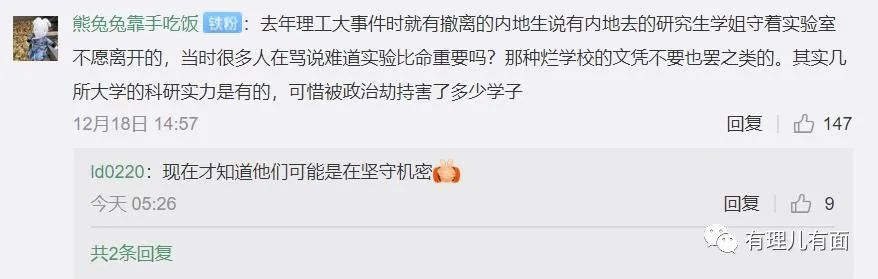 熊兔兔靠手吃饭 铁粉：去年理工大事件时就有撤离的内地生说有内地去的研究生学姐守着实验室
不愿离开的，当时很多人在骂说难道实验比命重要吗？那种烂学校的文凭不要也罢之类的。其实几
所大学的科研实力是有的，可惜被政治劫持害了多少学子
12月18日 14:57 回复 147
ld0220：现在才知道他们可能是在坚守机密
今天 05:26 回复 9
共2条回复
有理儿有面